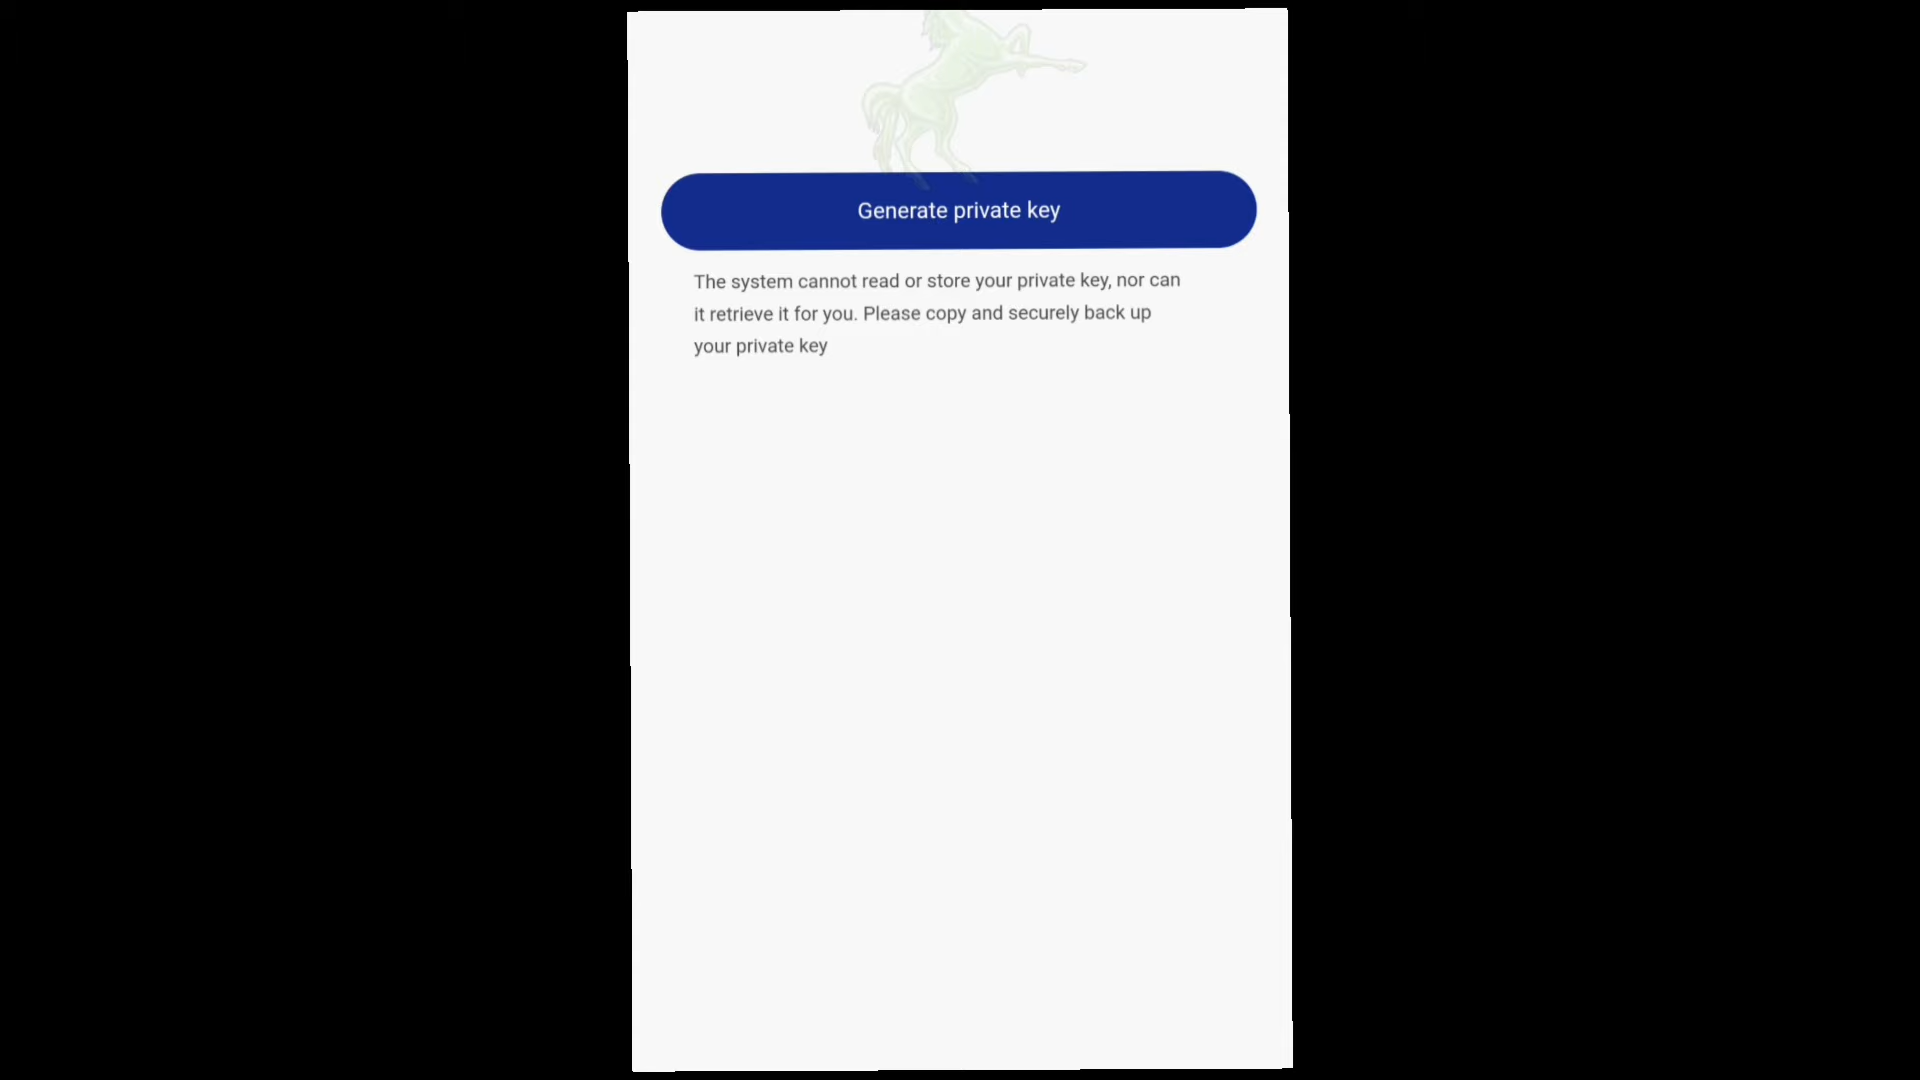 Generate private key
The system cannot read or store your private key, nor can
it retrieve it for you. Please copy and securely back up
your private key